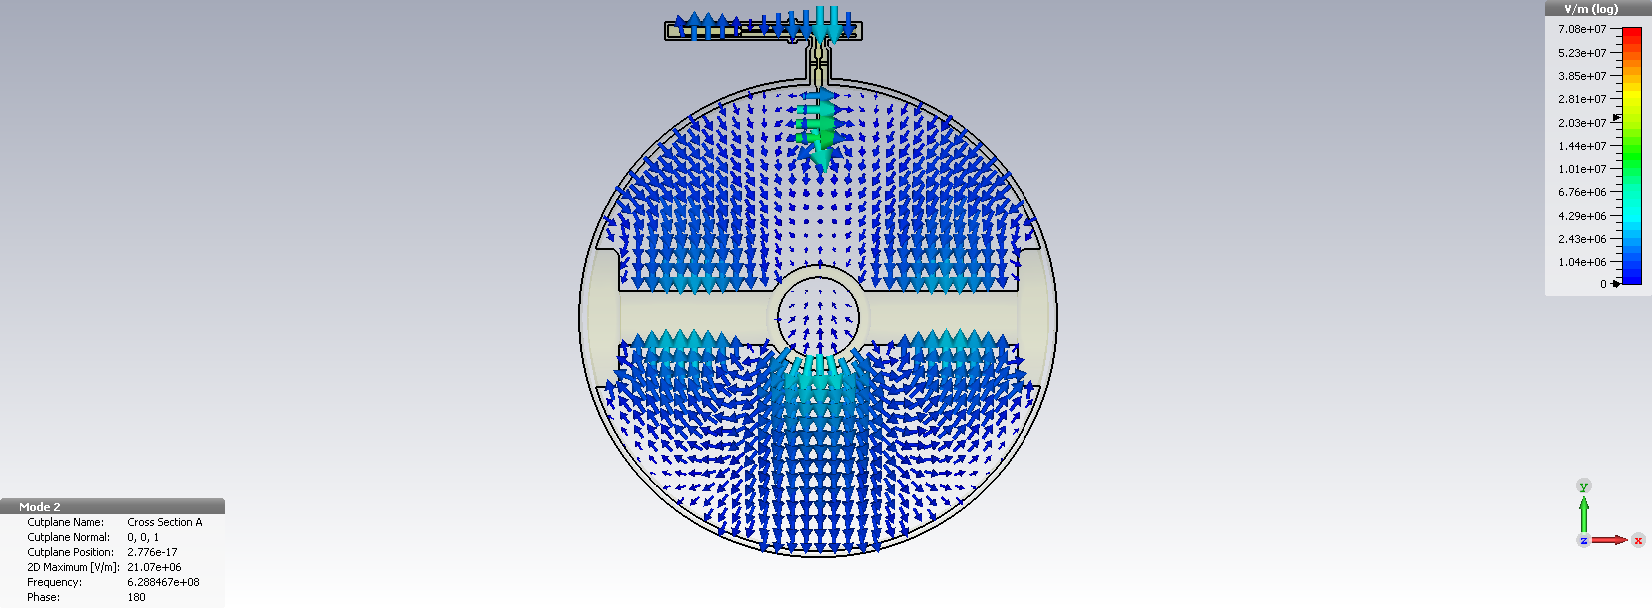 V/m (log)
7.08e+07
5.23e+07
3.85e+07
2.81e+07
2.03e+07
1.44e+07
1.01e+07
6.76e+06
4.29e+06
2.43e+06
1.04e+06
0
y
z x
Mode 2
Cutplane Name: Cross Section A
Cutplane Normal: 0, 0, 1
Cutplane Position: 2.776e-17
2D Maximum [V/m]: 21.07e+06
Frequency: 6.288467e+08
Phase: 180